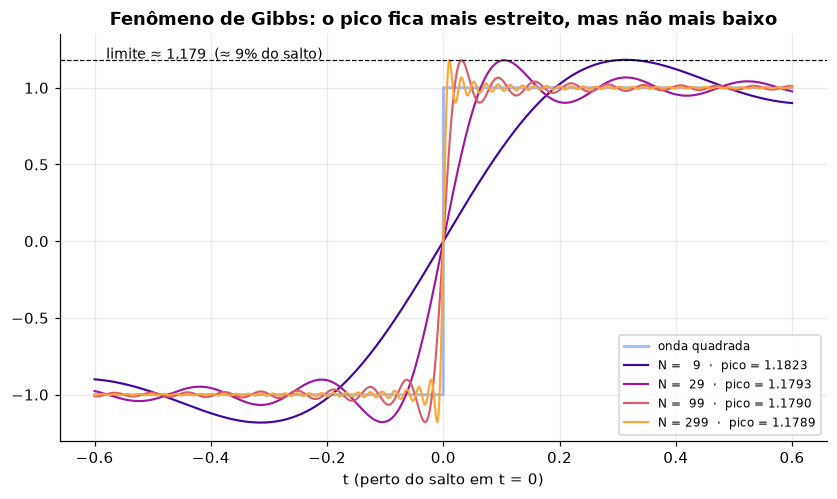 Fenômeno de Gibbs: o pico fica mais estreito, mas não mais baixo
limite ≈ 1,179 (≈ 9% do salto)
1.0
0.5
0.0
−0.5
−1.0
onda quadrada
N = 9 · pico = 1.1823
N = 29 · pico = 1.1793
N = 99 · pico = 1.1790
N = 299 · pico = 1.1789
−0.6 −0.4 −0.2 0.0 0.2 0.4 0.6
t (perto do salto em t = 0)